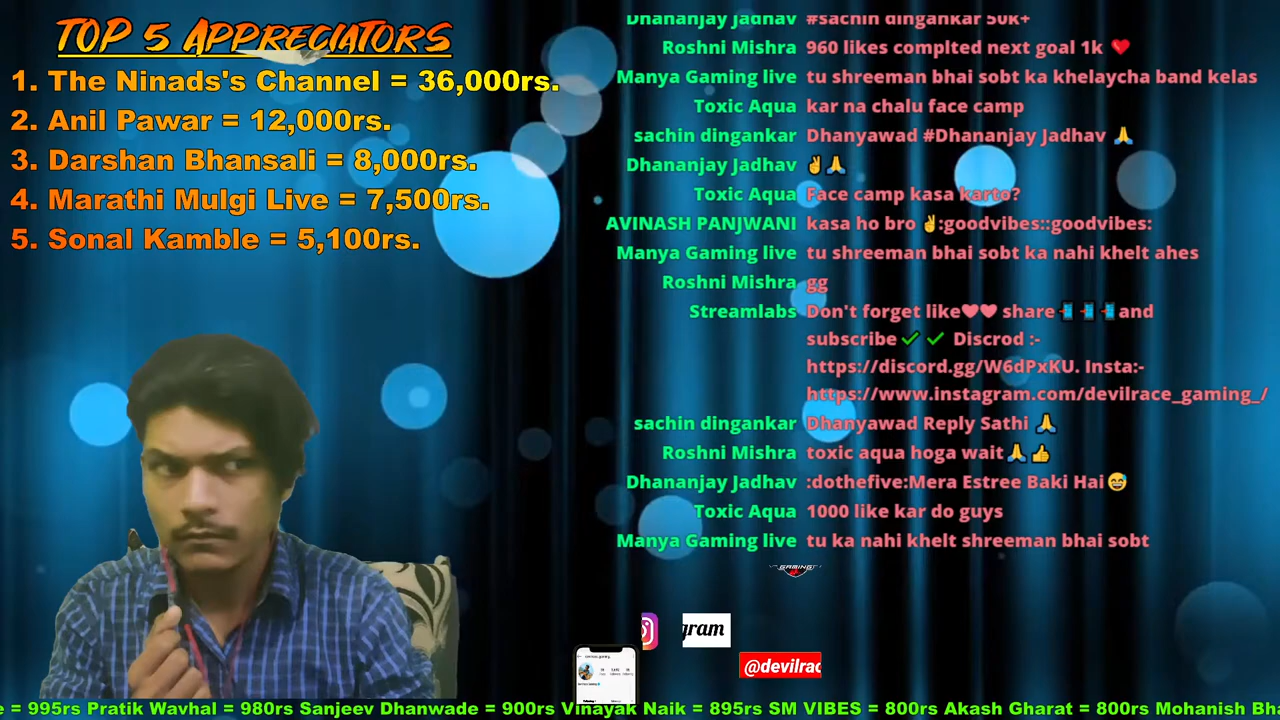 TOP 5 APPRECIATORS
1. The Ninads's Channel = 36,000rs.
2. Anil Pawar = 12,000rs.
3. Darshan Bhansali = 8,000rs.
4. Marathi Mulgi Live = 7,500rs.
5. Sonal Kamble = 5,100rs.
Dhananjay Jadhav #sachin dingankar 50k+
Roshni Mishra 960 likes complted next goal 1k ❤️
Manya Gaming live tu shreeman bhai sobt ka khelaycha band kelas
Toxic Aqua kar na chalu face camp
sachin dingankar Dhanyawad #Dhananjay Jadhav 🙏
Dhananjay Jadhav ✌️🙏
Toxic Aqua Face camp kasa karto?
AVINASH PANJWANI kasa ho bro ✌️:goodvibes::goodvibes:
Manya Gaming live tu shreeman bhai sobt ka nahi khelt ahes
Roshni Mishra gg
Streamlabs Don't forget like♥♥ share📲📲📲and
subscribe✔✔ Discrod :-
https://discord.gg/W6dPxKU. Insta:-
https://www.instagram.com/devilrace_gaming_/
sachin dingankar Dhanyawad Reply Sathi 🙏
Roshni Mishra toxic aqua hoga wait🙏👍
Dhananjay Jadhav :dothefive:Mera Estree Baki Hai😅
Toxic Aqua 1000 like kar do guys
Manya Gaming live tu ka nahi khelt shreeman bhai sobt
GAMING
gram
@devilrac
e = 995rs Pratik Wavhal = 980rs Sanjeev Dhanwade = 900rs Vinayak Naik = 895rs SM VIBES = 800rs Akash Gharat = 800rs Mohanish Bha